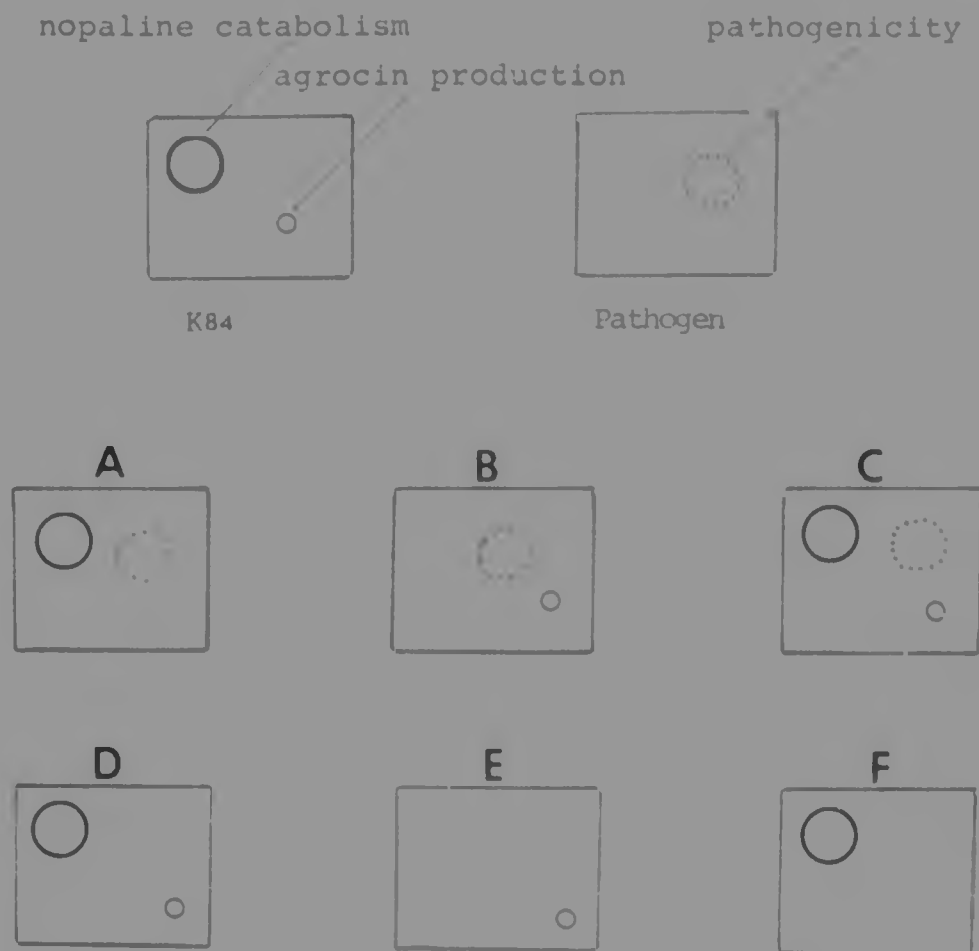 nopaline catabolism
pathogenicity
agrocin production
K84
Pathogen
A
B
C
D
E
F